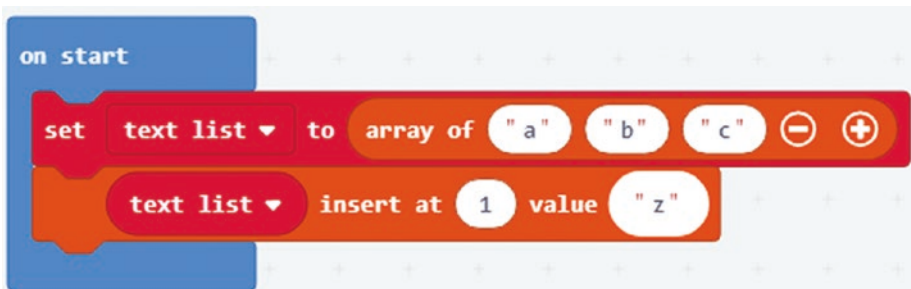 on start
set text list to array of "a" "b" "c"
text list insert at 1 value "z"